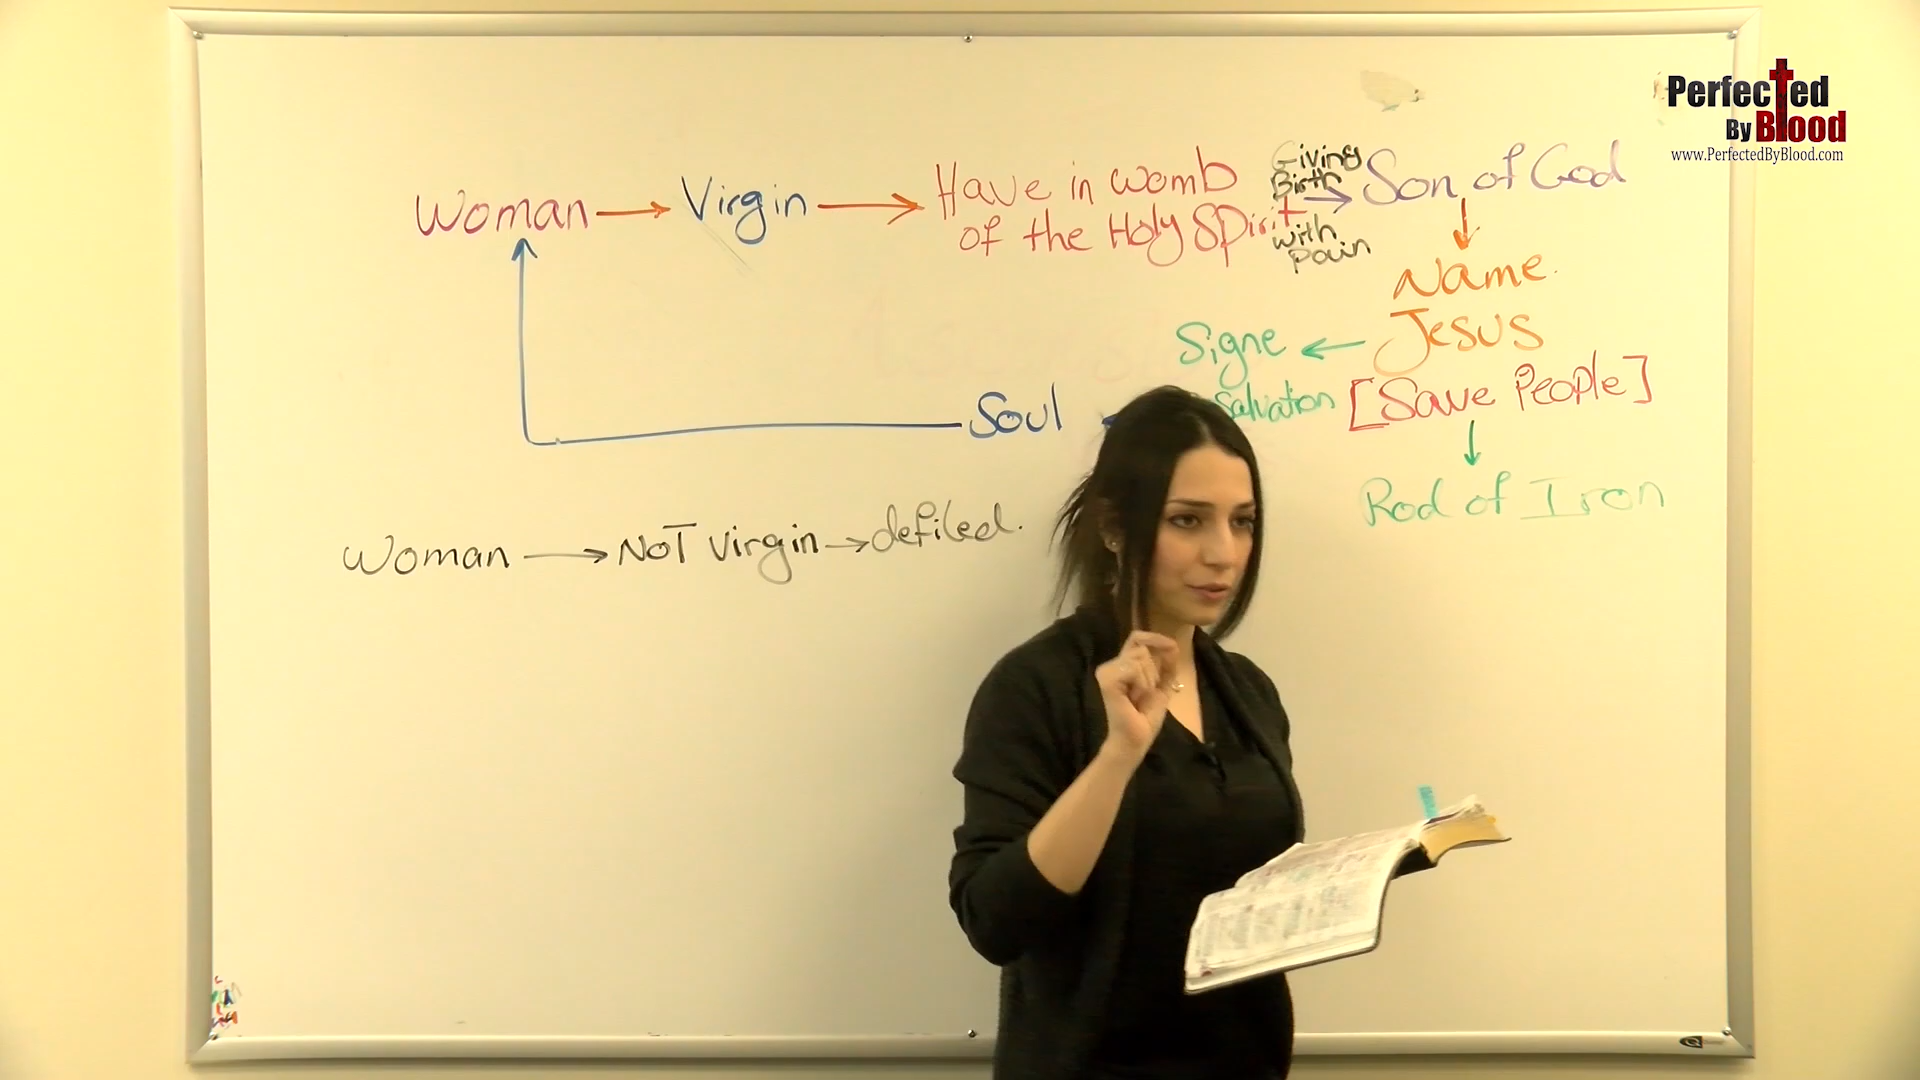 Perfected
By Blood
www.PerfectedByBlood.com
Woman → Virgin → Have in womb
of the Holy Spirit
Giving
Birth
with
Pain
→ Son of God
↓
Name
Jesus
[Save People]
↓
Rod of Iron
Signe ←
Salvation
Soul
Woman → NOT Virgin → defiled.